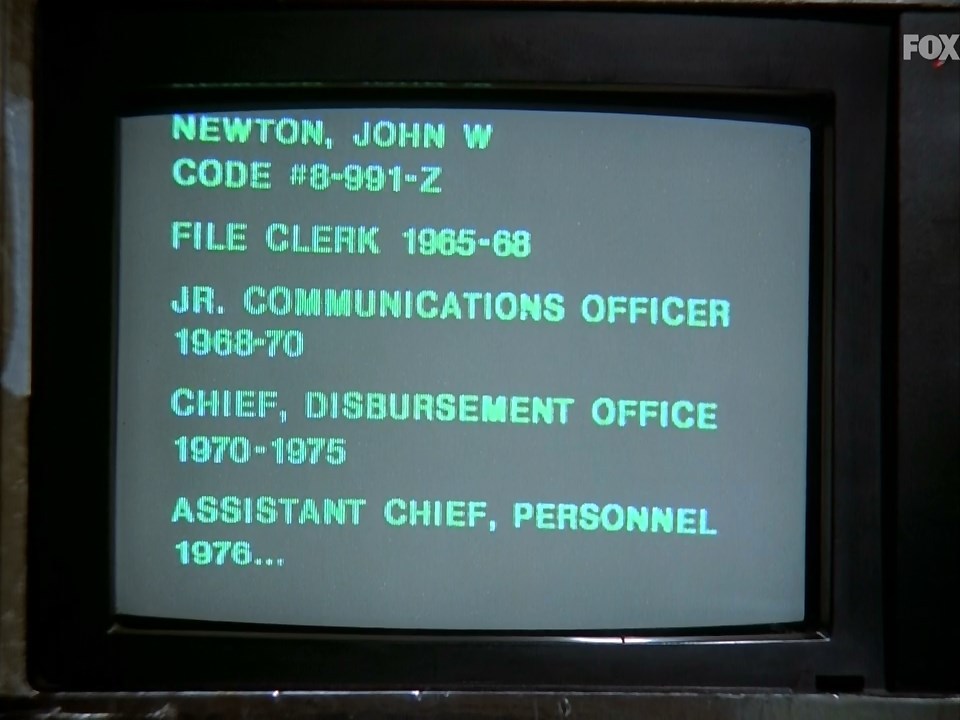 FOX
NEWTON, JOHN W
CODE #8-991-Z
FILE CLERK 1965-68
JR. COMMUNICATIONS OFFICER
1968-70
CHIEF, DISBURSEMENT OFFICE
1970-1975
ASSISTANT CHIEF, PERSONNEL
1976...